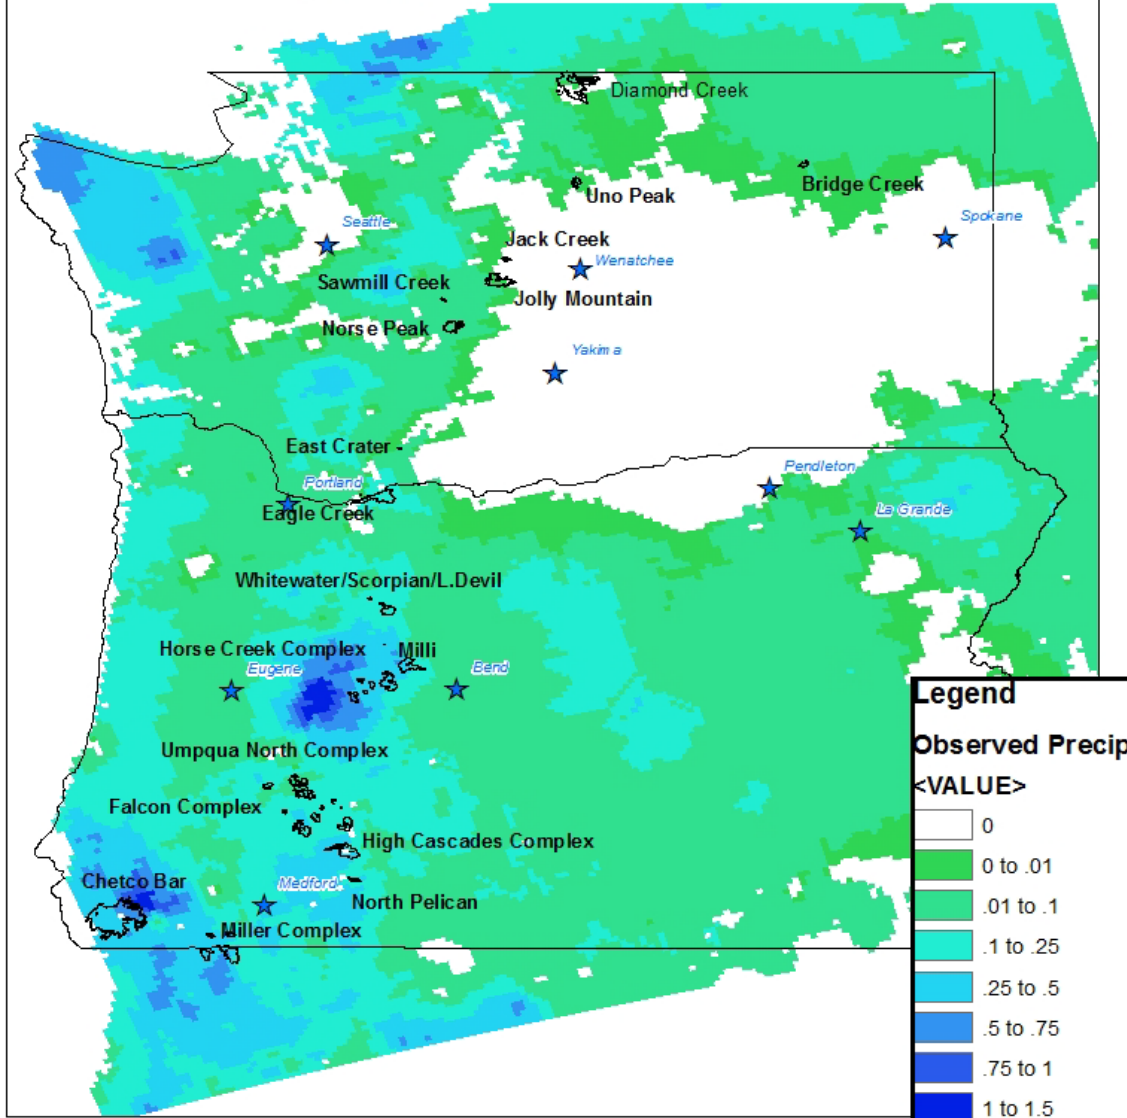 Diamond Creek
Bridge Creek
Uno Peak
Spokane
Seattle
Jack Creek
Wenatchee
Sawmill Creek
Jolly Mountain
Norse Peak
Yakima
East Crater
Pendleton
Portland
La Grande
Eagle Creek
Whitewater/Scorpian/L.Devil
Horse Creek Complex
Milli
Eugene
Bend
Umpqua North Complex
Falcon Complex
High Cascades Complex
Chetco Bar
Medford
North Pelican
Miller Complex
Legend
Observed Precip
<VALUE>
0
0 to .01
.01 to .1
.1 to .25
.25 to .5
.5 to .75
.75 to 1
1 to 1.5